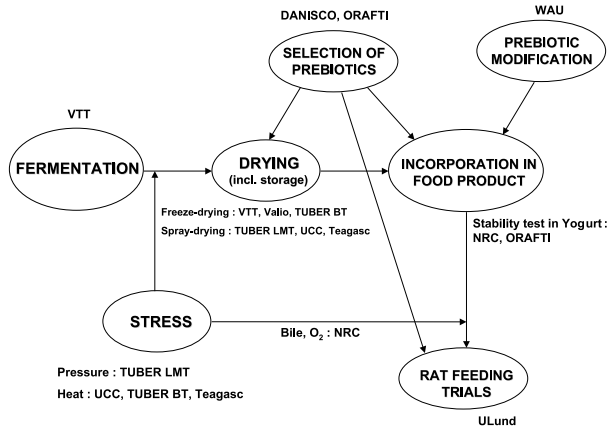 DANISCO, ORAFTI
WAU
SELECTION OF
PREBIOTICS
PREBIOTIC
MODIFICATION
VTT
FERMENTATION
DRYING
(incl. storage)
INCORPORATION IN
FOOD PRODUCT
Freeze-drying : VTT, Valio, TUBER BT
Spray-drying : TUBER LMT, UCC, Teagasc
Stability test in Yogurt :
NRC, ORAFTI
STRESS
Bile, O₂ : NRC
Pressure : TUBER LMT
Heat : UCC, TUBER BT, Teagasc
RAT FEEDING
TRIALS
ULund